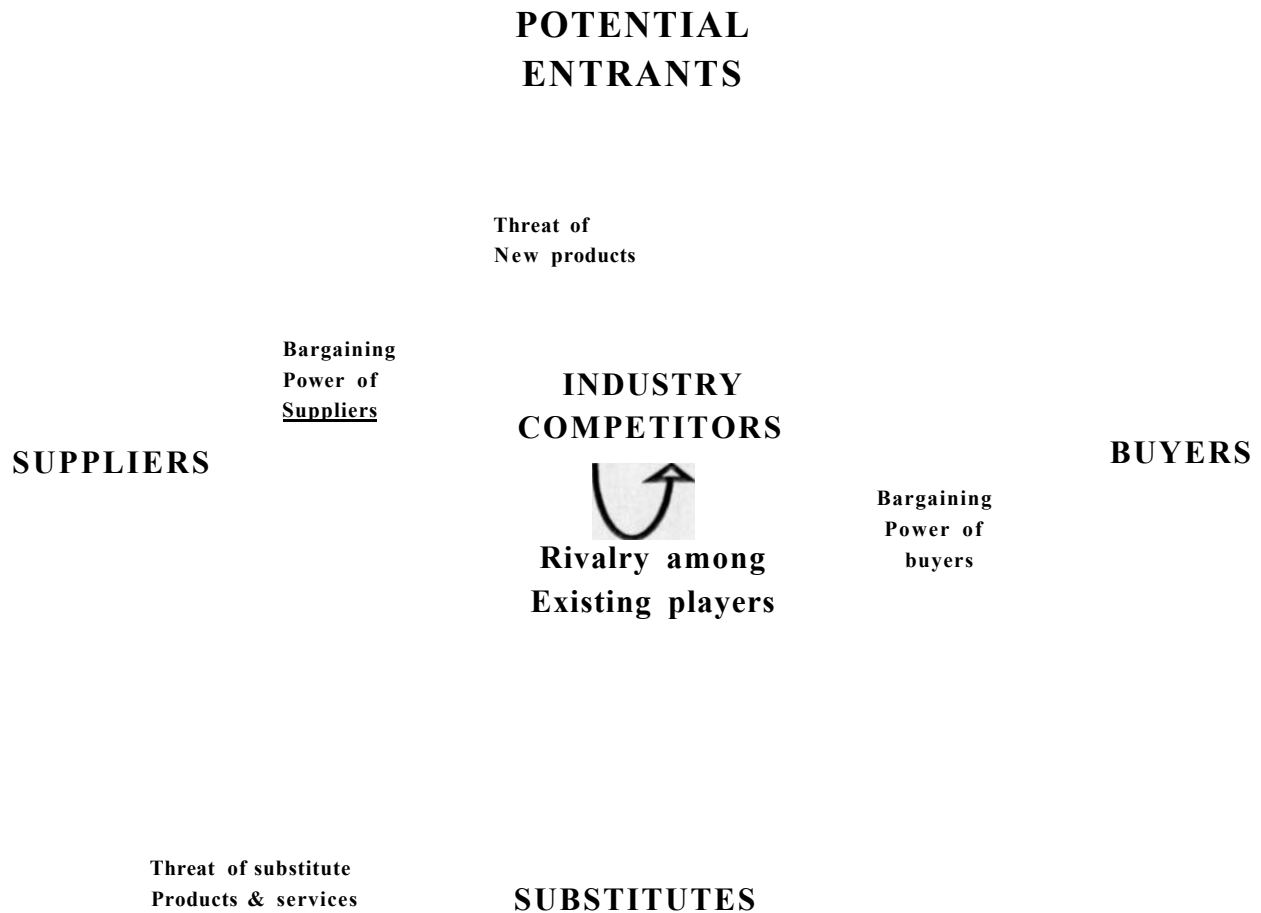 POTENTIAL
ENTRANTS
Threat of
New products
Bargaining
Power of
Suppliers
INDUSTRY
COMPETITORS
SUPPLIERS
BUYERS
Bargaining
Power of
buyers
Rivalry among
Existing players
Threat of substitute
Products & services
SUBSTITUTES